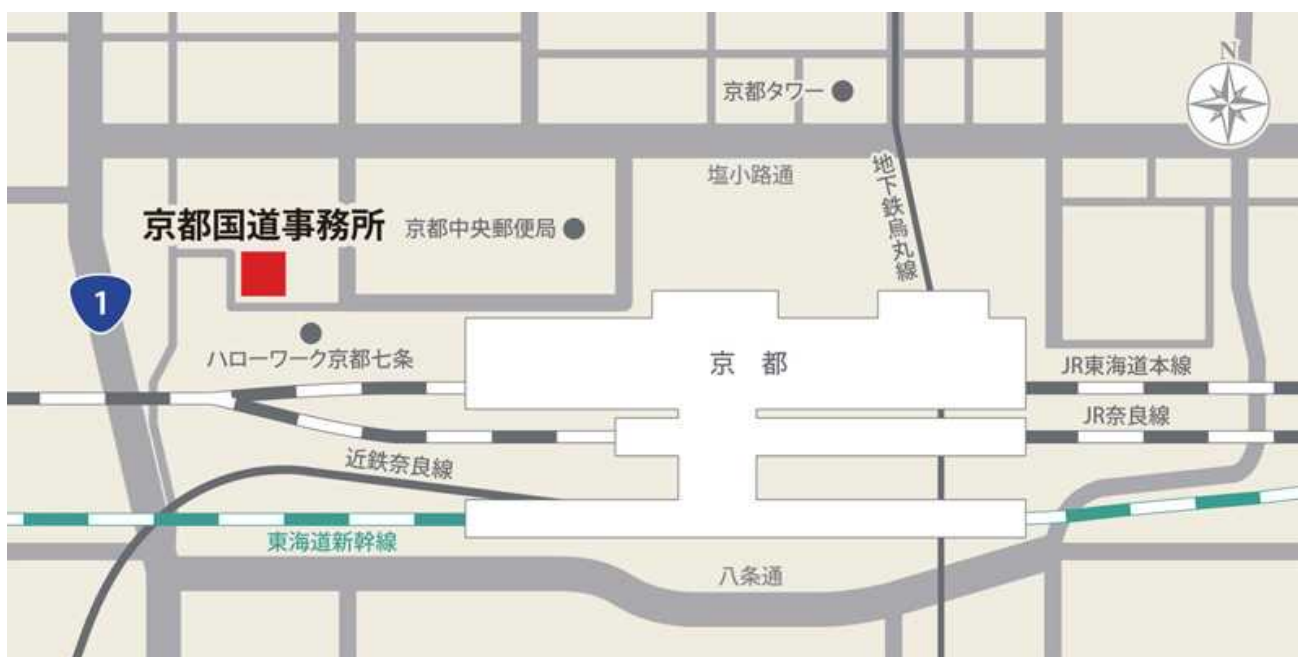 N
京都タワー
塩小路通
地下鉄烏丸線
京都国道事務所
京都中央郵便局
1
ハローワーク京都七条
京都
JR東海道本線
JR奈良線
近鉄奈良線
東海道新幹線
八条通